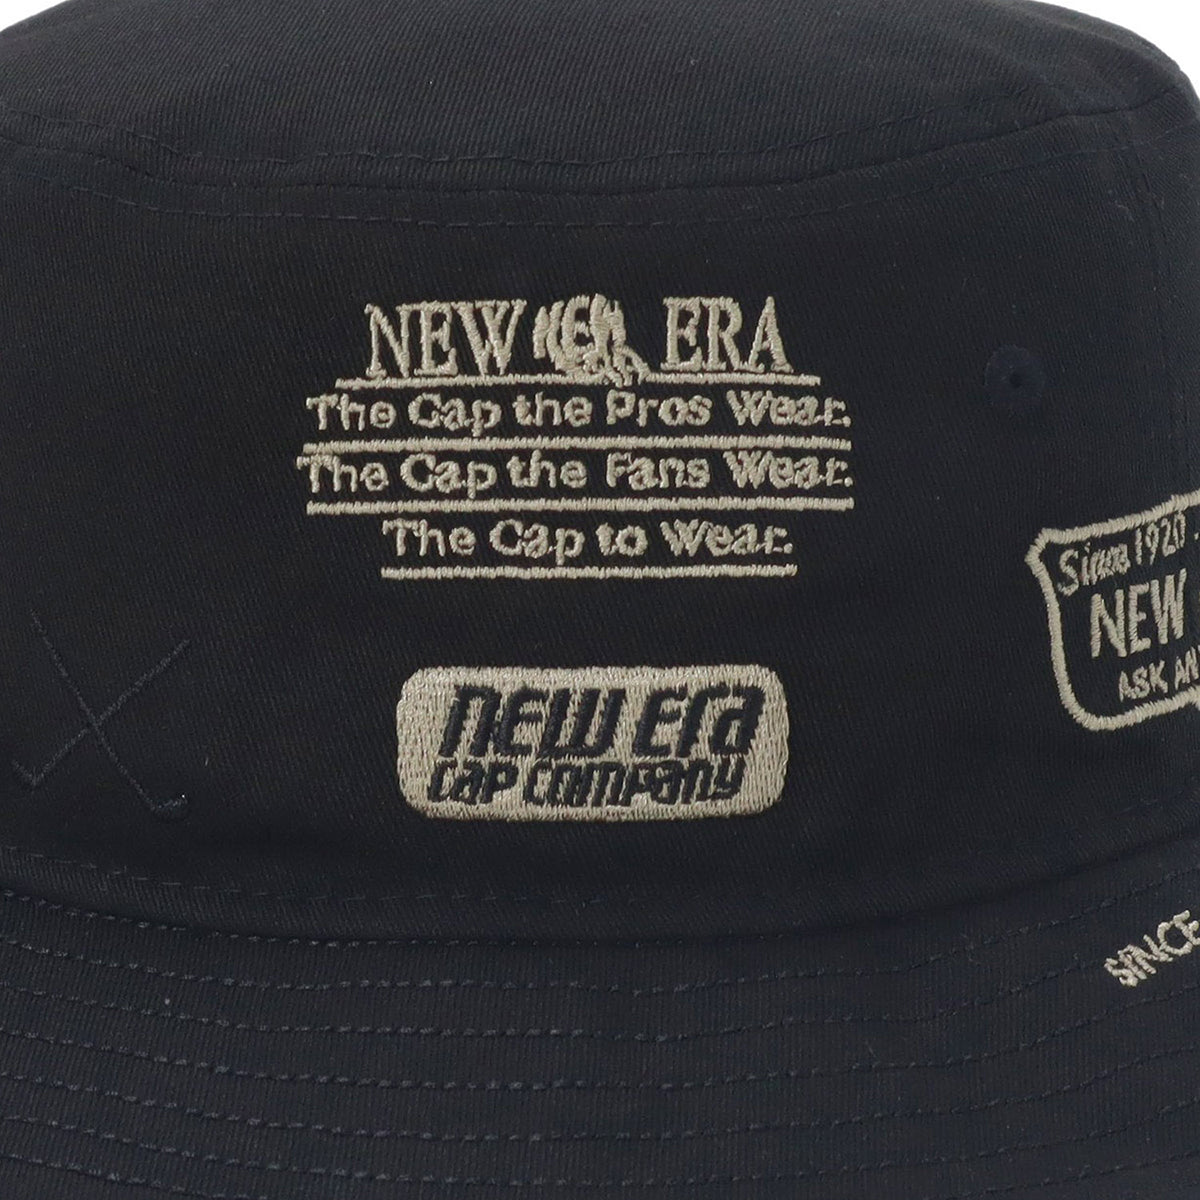 NEW ERA
The Cap the Pros Wear.
The Cap the Fans Wear.
The Cap to Wear.
new era
cap company
Since 1920
NEW
ASK
SINCE